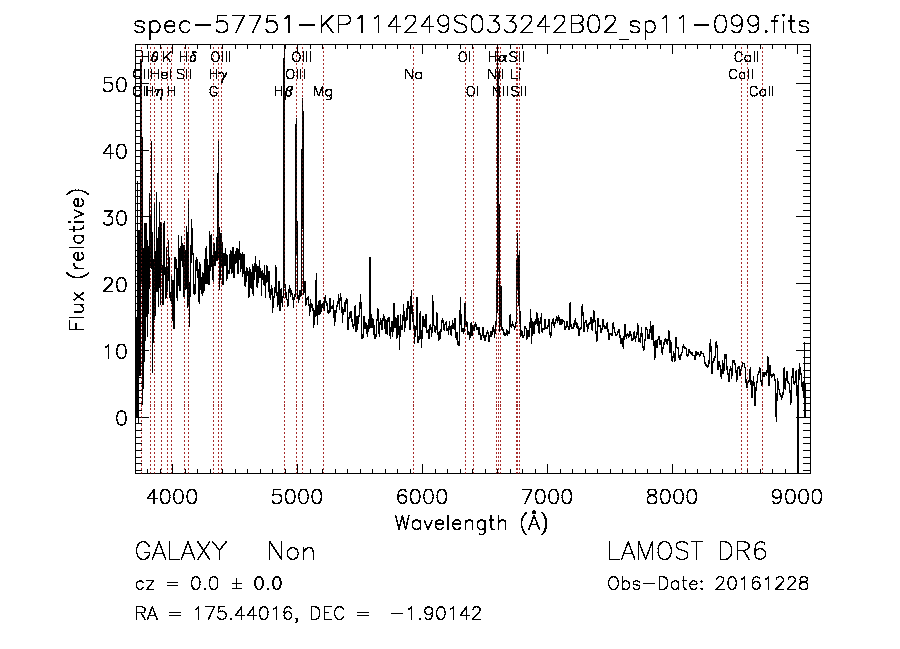 spec-57751-KP114249S033242B02_sp11-099.fits
Hθ K Hδ OIII OIII OI Hα SII CaII
OII HeI SII Hγ OIII Na NII Li CaII
OII Hη H G Hβ Mg OI NII SII CaII
50
40
30
20
10
0
Flux (relative)
4000 5000 6000 7000 8000 9000
Wavelength (Å)
GALAXY Non LAMOST DR6
cz = 0.0 ± 0.0 Obs-Date: 20161228
RA = 175.44016, DEC = -1.90142